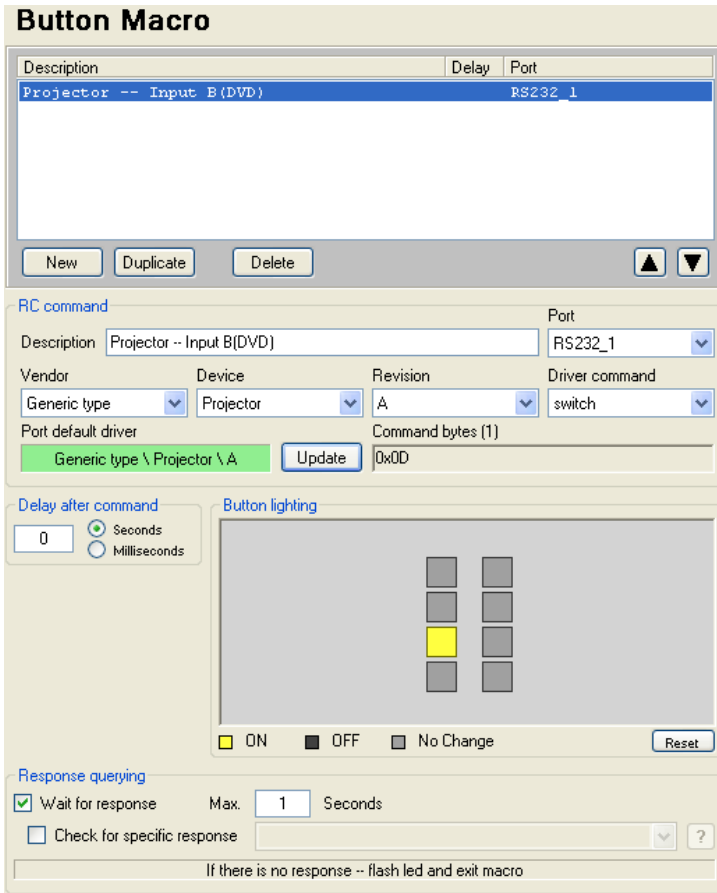 Button Macro
Description Delay Port
Projector -- Input B(DVD) RS232_1
New Duplicate Delete
RC command
Port
Description Projector -- Input B(DVD) RS232_1
Vendor Device Revision Driver command
Generic type Projector A switch
Port default driver Command bytes (1)
Generic type \ Projector \ A Update 0x0D
Delay after command Button lighting
0 Seconds
Milliseconds
ON OFF No Change Reset
Response querying
Wait for response Max. 1 Seconds
Check for specific response ?
If there is no response -- flash led and exit macro